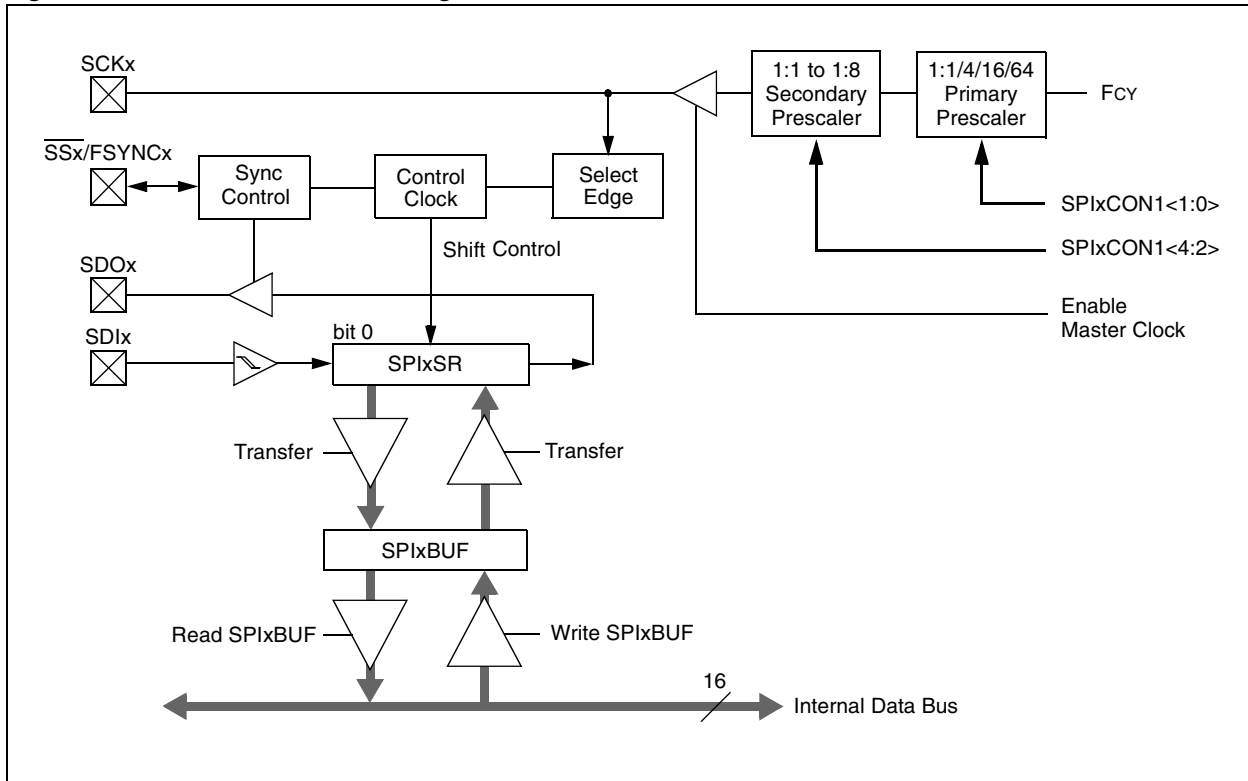 SCKx
1:1 to 1:8
Secondary
Prescaler
1:1/4/16/64
Primary
Prescaler
FCY
SSx/FSYNCx
Sync
Control
Control
Clock
Select
Edge
SPIxCON1<1:0>
Shift Control
SPIxCON1<4:2>
SDOx
Enable
Master Clock
SDIx
bit 0
SPIxSR
Transfer
Transfer
SPIxBUF
Read SPIxBUF
Write SPIxBUF
16
Internal Data Bus